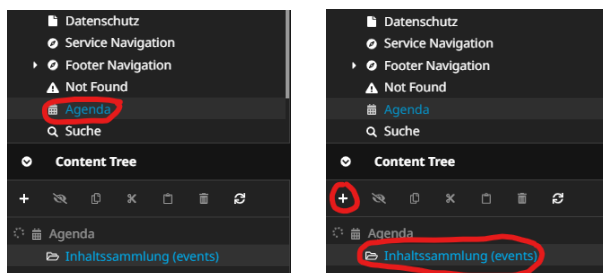 Datenschutz
Service Navigation
Footer Navigation
Not Found
Agenda
Suche
Content Tree
Agenda
Inhaltssammlung (events)
Datenschutz
Service Navigation
Footer Navigation
Not Found
Agenda
Suche
Content Tree
Agenda
Inhaltssammlung (events)